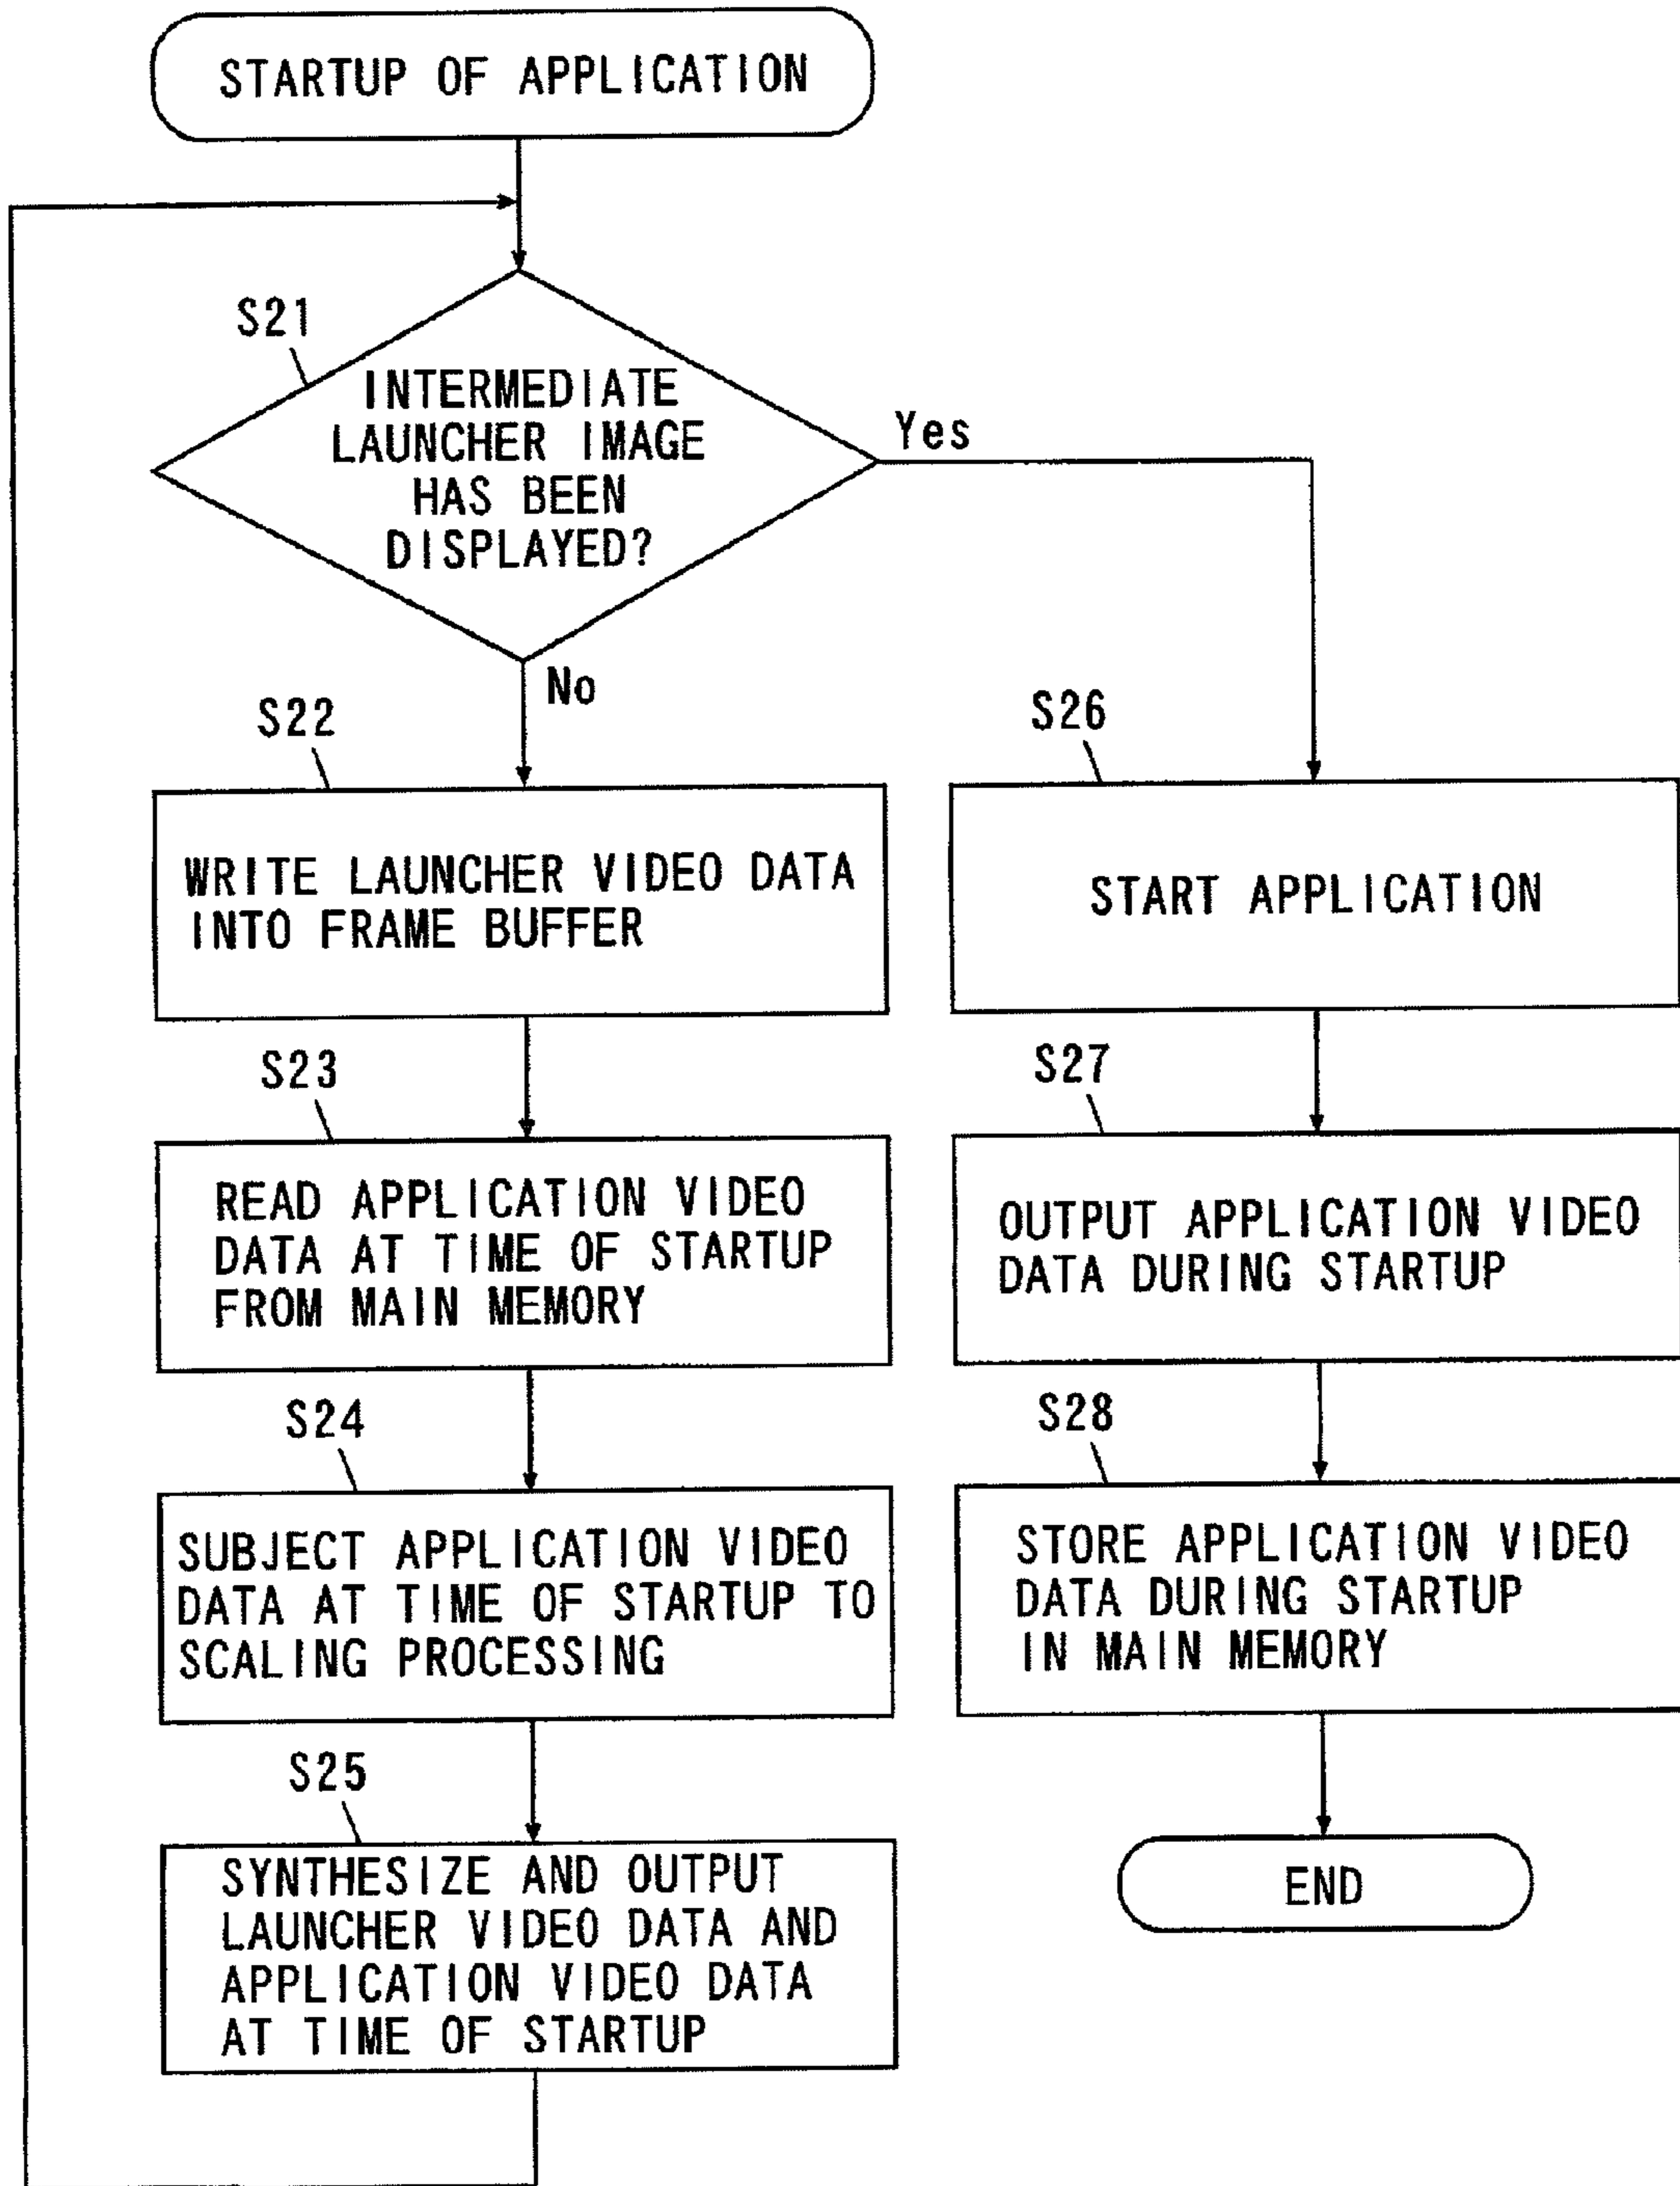 STARTUP OF APPLICATION
S21
INTERMEDIATE
LAUNCHER IMAGE
HAS BEEN
DISPLAYED?
Yes
No
S22
WRITE LAUNCHER VIDEO DATA
INTO FRAME BUFFER
S23
READ APPLICATION VIDEO
DATA AT TIME OF STARTUP
FROM MAIN MEMORY
S24
SUBJECT APPLICATION VIDEO
DATA AT TIME OF STARTUP TO
SCALING PROCESSING
S25
SYNTHESIZE AND OUTPUT
LAUNCHER VIDEO DATA AND
APPLICATION VIDEO DATA
AT TIME OF STARTUP
S26
START APPLICATION
S27
OUTPUT APPLICATION VIDEO
DATA DURING STARTUP
S28
STORE APPLICATION VIDEO
DATA DURING STARTUP
IN MAIN MEMORY
END